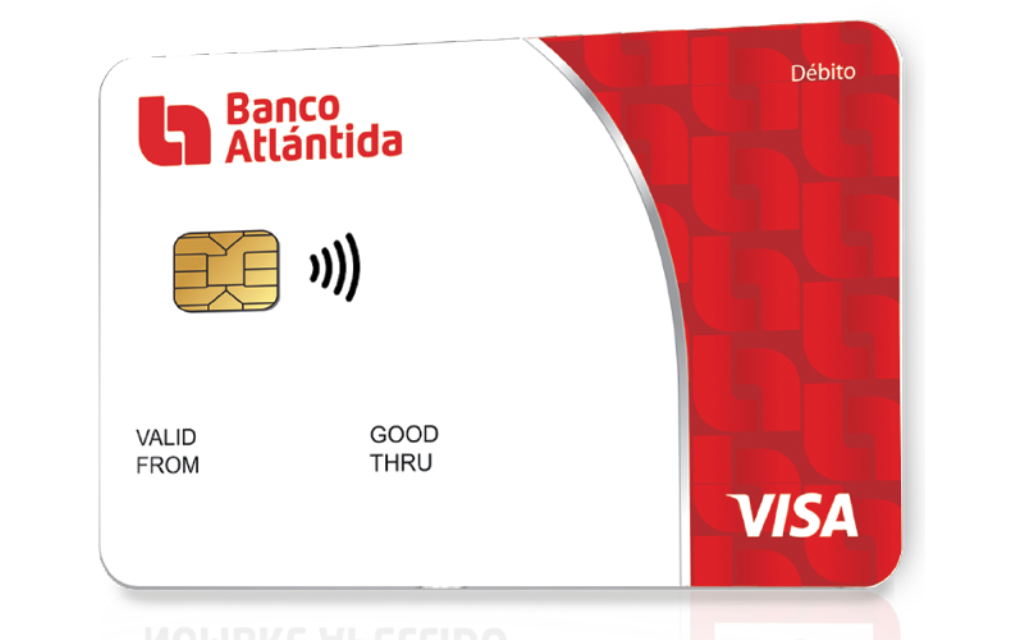 Débito
Banco
Atlántida
VALID
FROM
GOOD
THRU
VISA